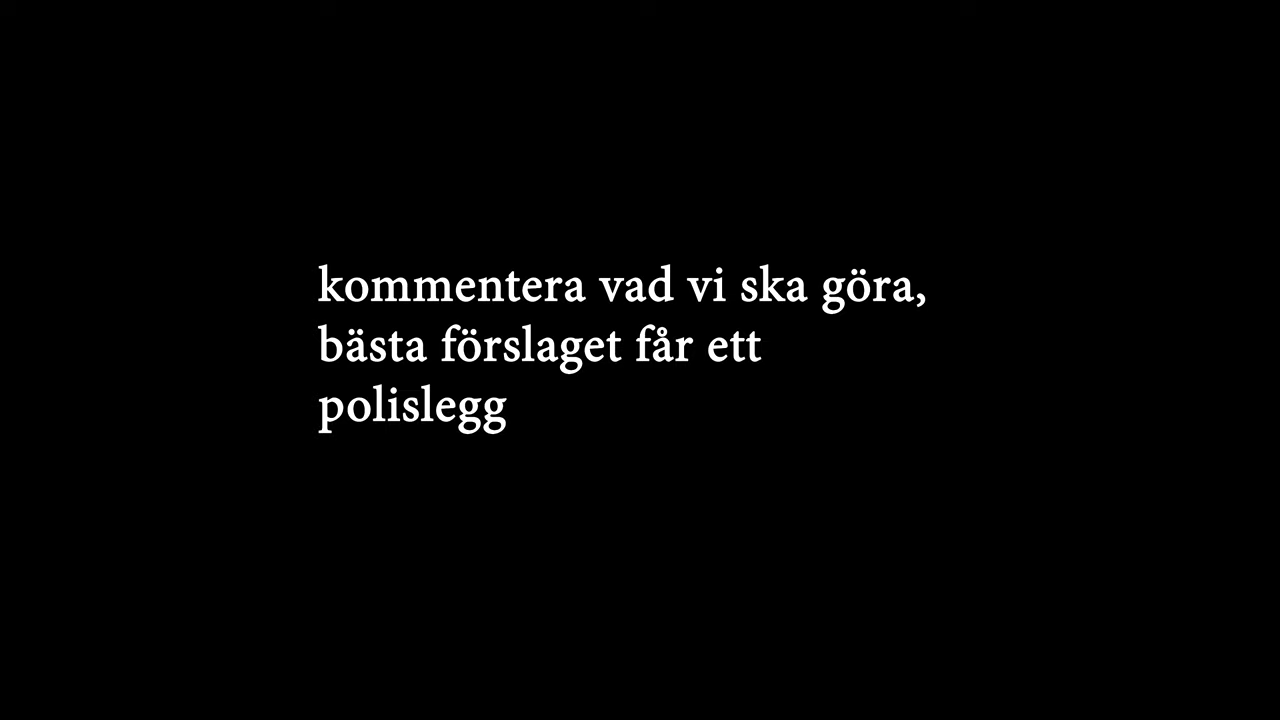 kommentera vad vi ska göra,
bästa förslaget får ett
polislegg